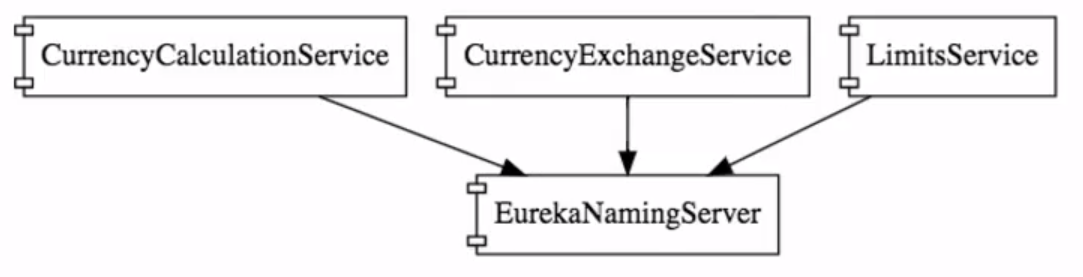 CurrencyCalculationService
CurrencyExchangeService
LimitsService
EurekaNamingServer